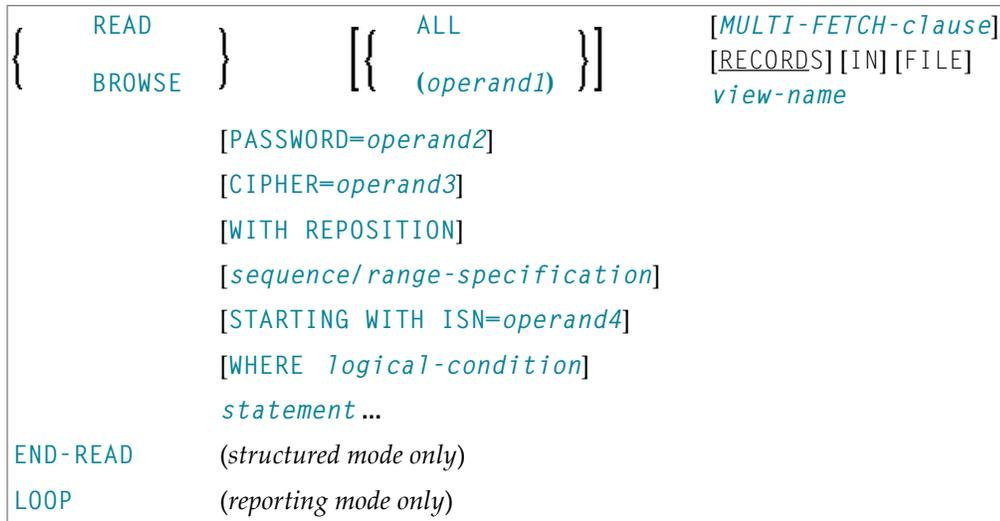 READ ALL [MULTI-FETCH-clause]
{ } [{ }] [RECORDS] [IN] [FILE]
BROWSE (operand1) view-name
[PASSWORD=operand2]
[CIPHER=operand3]
[WITH REPOSITION]
[sequence/range-specification]
[STARTING WITH ISN=operand4]
[WHERE logical-condition]
statement...
END-READ (structured mode only)
LOOP (reporting mode only)